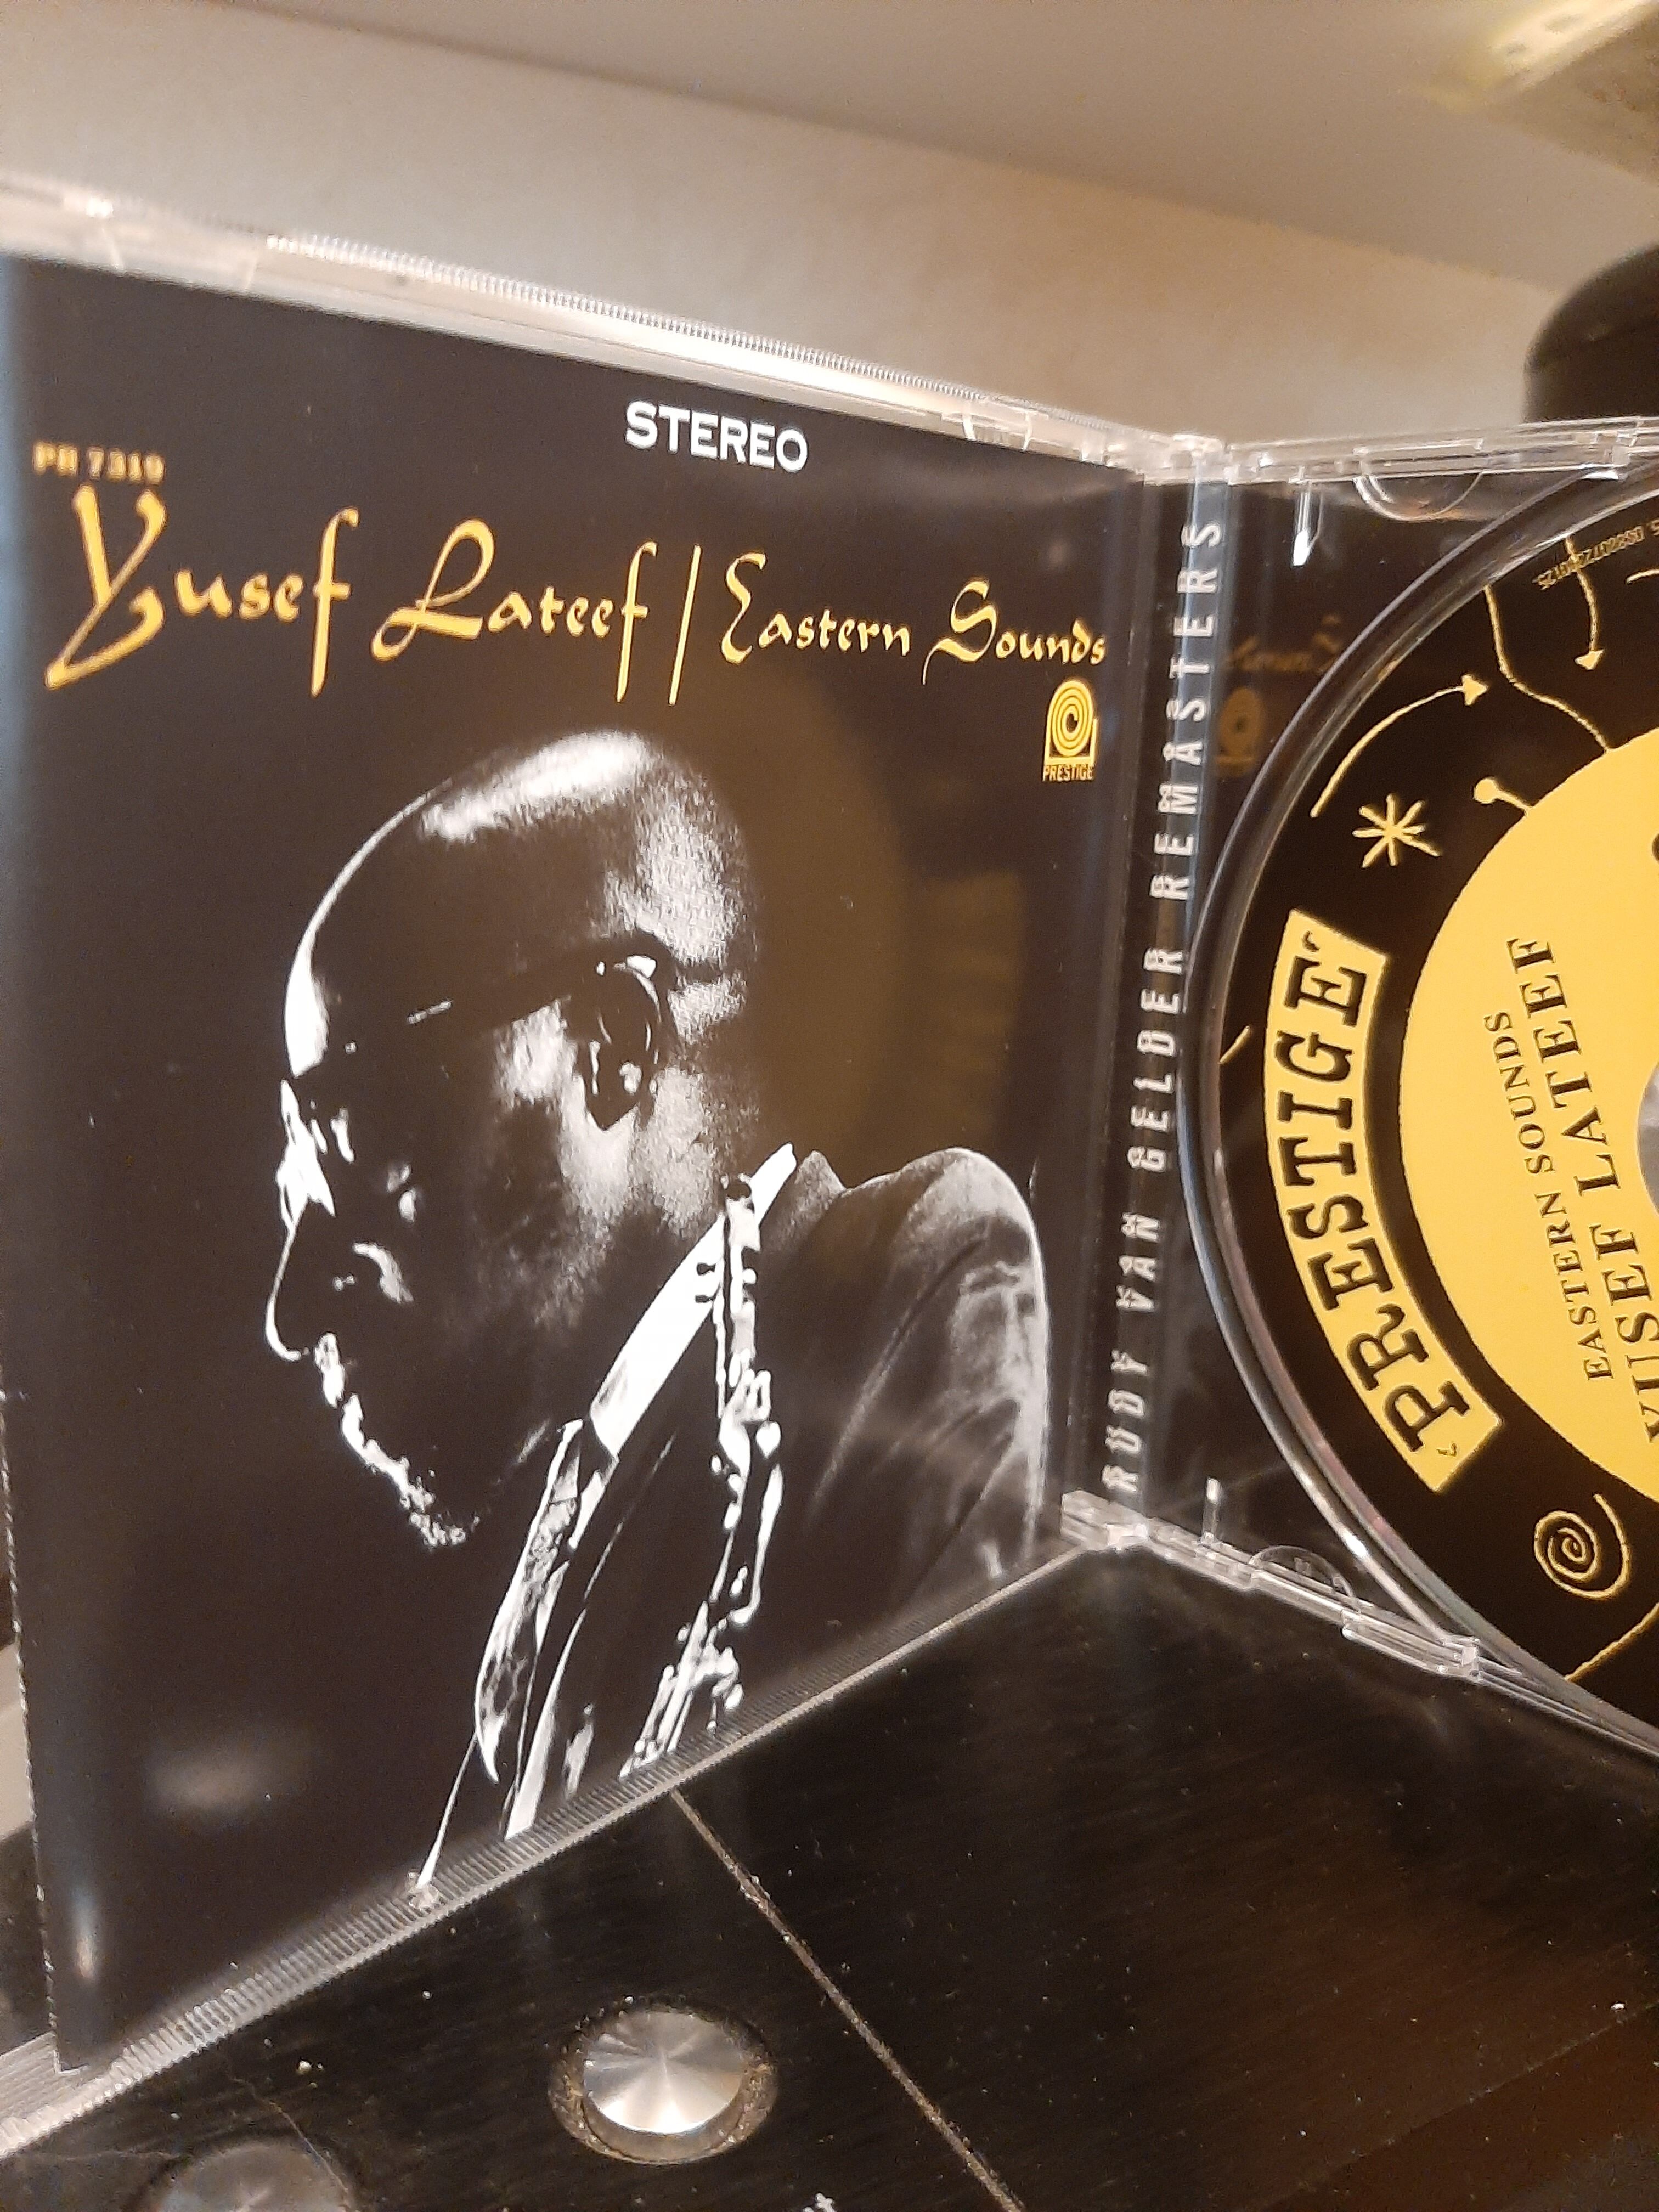 STEREO
PR 7319
Yusef Lateef / Eastern Sounds
PRESTIGE
RUDY VAN GELDER REMASTERS
PRESTIGE
EASTERN SOUNDS
YUSEF LATEEF